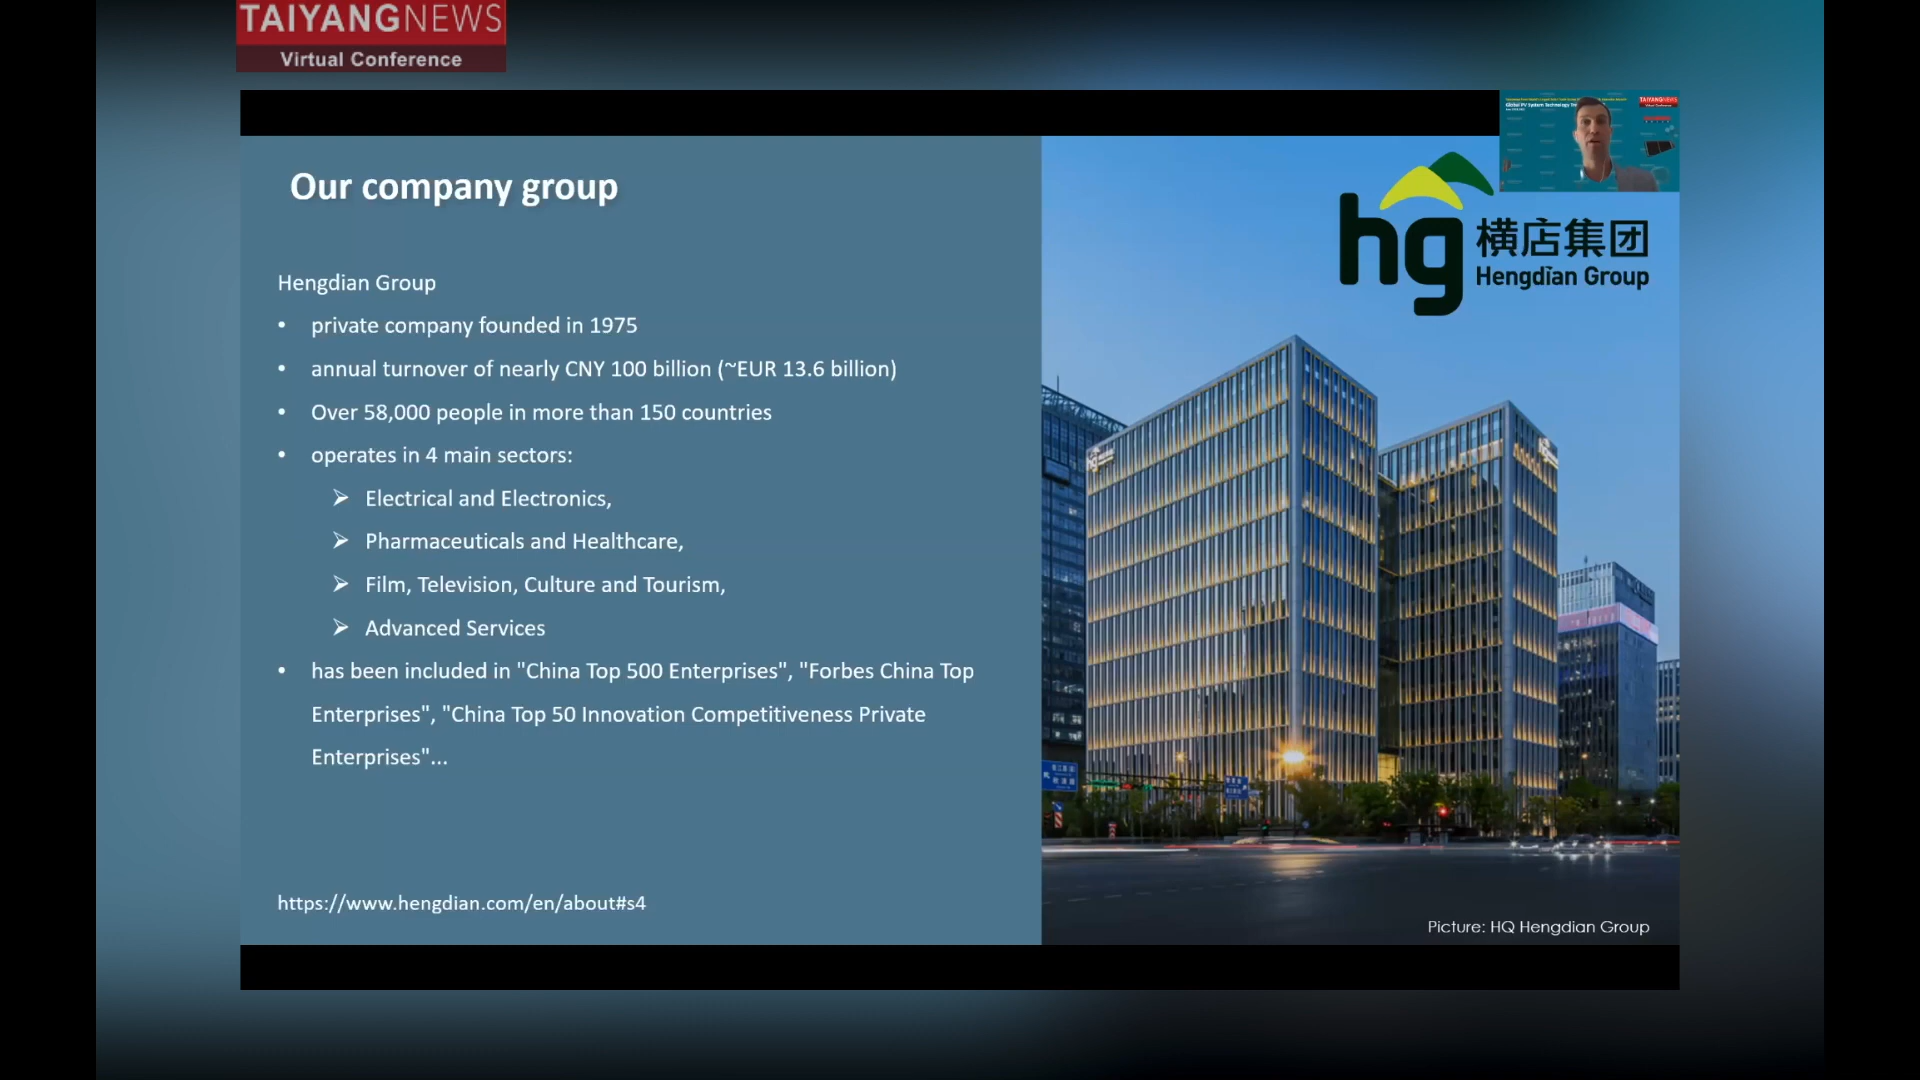 TAIYANGNEWS
Virtual Conference
TAIYANGNEWS
Our company group
横店集团
hg
Hengdian Group
Hengdian Group
• private company founded in 1975
• annual turnover of nearly CNY 100 billion (~EUR 13.6 billion)
• Over 58,000 people in more than 150 countries
• operates in 4 main sectors:
➢ Electrical and Electronics,
➢ Pharmaceuticals and Healthcare,
➢ Film, Television, Culture and Tourism,
➢ Advanced Services
• has been included in "China Top 500 Enterprises", "Forbes China Top
Enterprises", "China Top 50 Innovation Competitiveness Private
Enterprises"...
https://www.hengdian.com/en/about#s4
Picture: HQ Hengdian Group